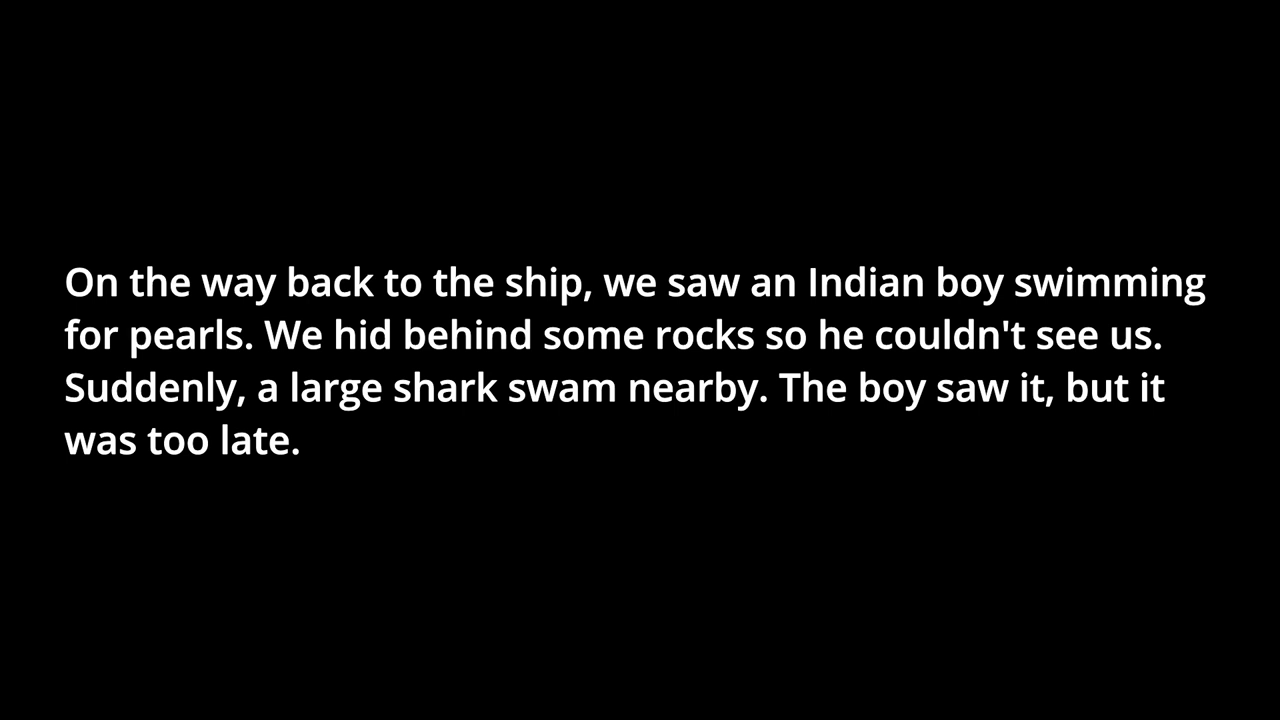 On the way back to the ship, we saw an Indian boy swimming
for pearls. We hid behind some rocks so he couldn't see us.
Suddenly, a large shark swam nearby. The boy saw it, but it
was too late.